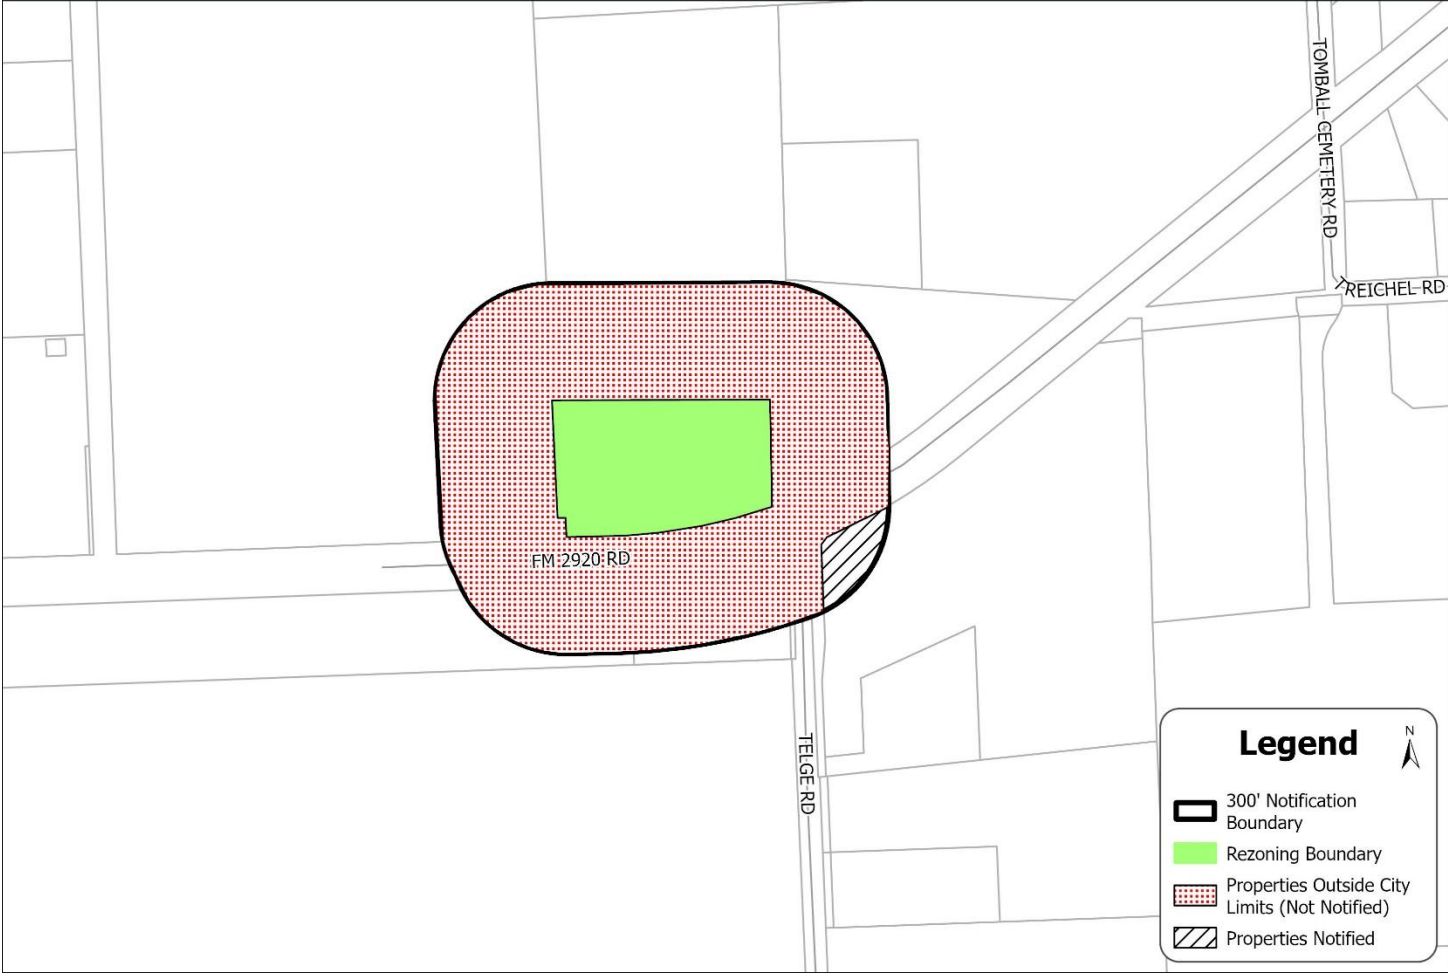 TOMBALL CEMETERY RD
REICHEL RD
FM 2920 RD
TELGE RD
Legend
N
300' Notification
Boundary
Rezoning Boundary
Properties Outside City
Limits (Not Notified)
Properties Notified